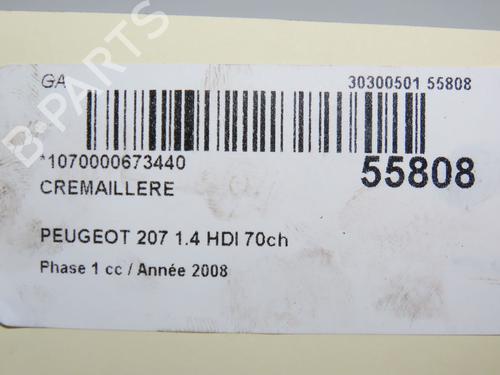 B-PARTS
GA 30300501 55808
*1070000673440 55808
CREMAILLERE
PEUGEOT 207 1.4 HDI 70ch
Phase 1 cc / Année 2008